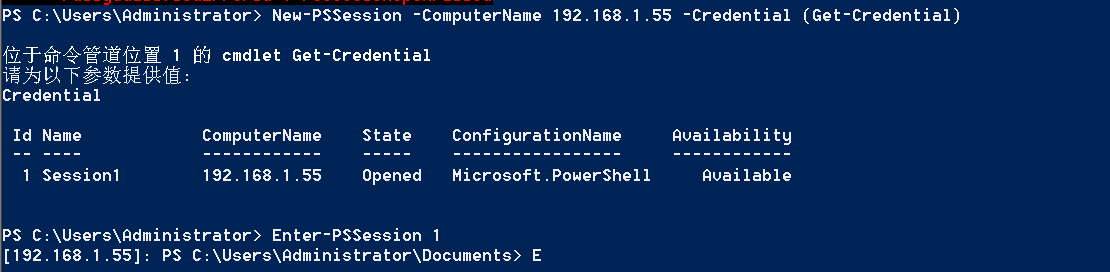 PS C:\Users\Administrator> New-PSSession -ComputerName 192.168.1.55 -Credential (Get-Credential)
位于命令管道位置 1 的 cmdlet Get-Credential
请为以下参数提供值:
Credential
Id Name ComputerName State ConfigurationName Availability
-- ---- ------------ ----- ----------------- ------------
1 Session1 192.168.1.55 Opened Microsoft.PowerShell Available
PS C:\Users\Administrator> Enter-PSSession 1
[192.168.1.55]: PS C:\Users\Administrator\Documents> E